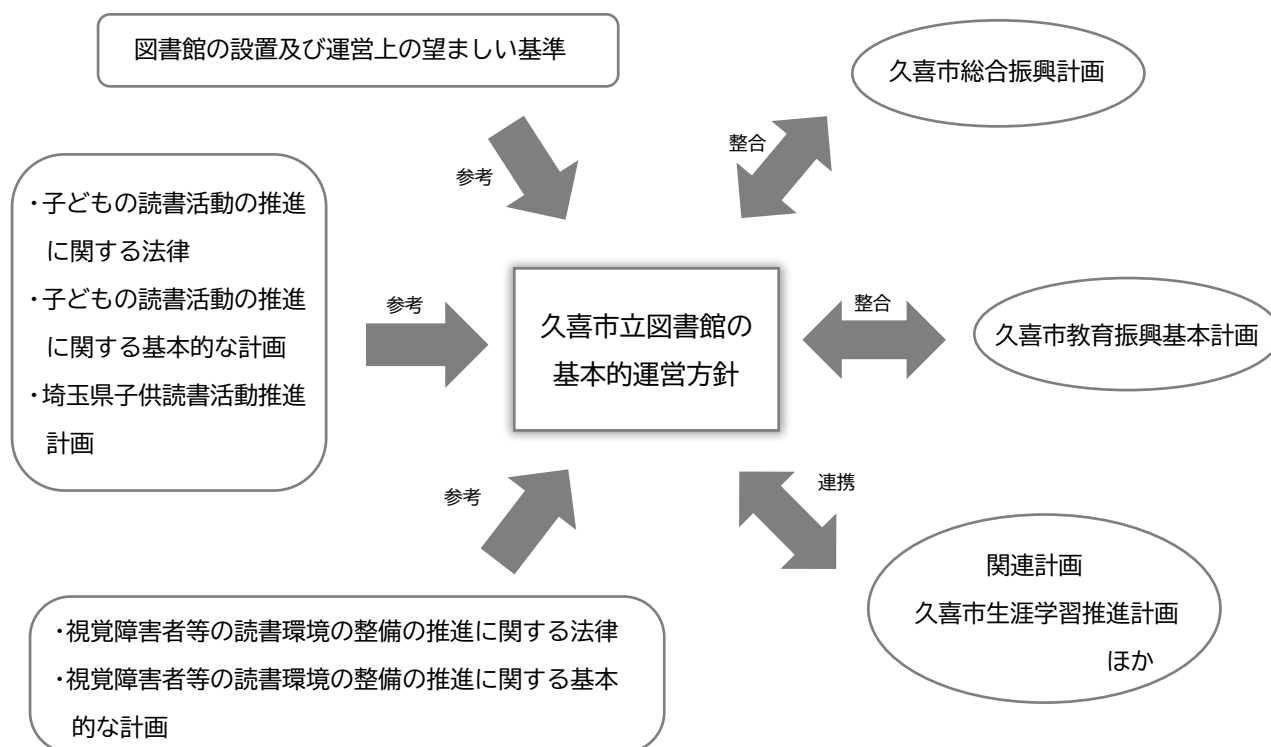 図書館の設置及び運営上の望ましい基準
久喜市総合振興計画
整合
参考
・子どもの読書活動の推進
に関する法律
・子どもの読書活動の推進
に関する基本的な計画
・埼玉県子供読書活動推進
計画
参考
久喜市立図書館の
基本的運営方針
整合
久喜市教育振興基本計画
参考
連携
関連計画
久喜市生涯学習推進計画
ほか
・視覚障害者等の読書環境の整備の推進に関する法律
・視覚障害者等の読書環境の整備の推進に関する基本
的な計画